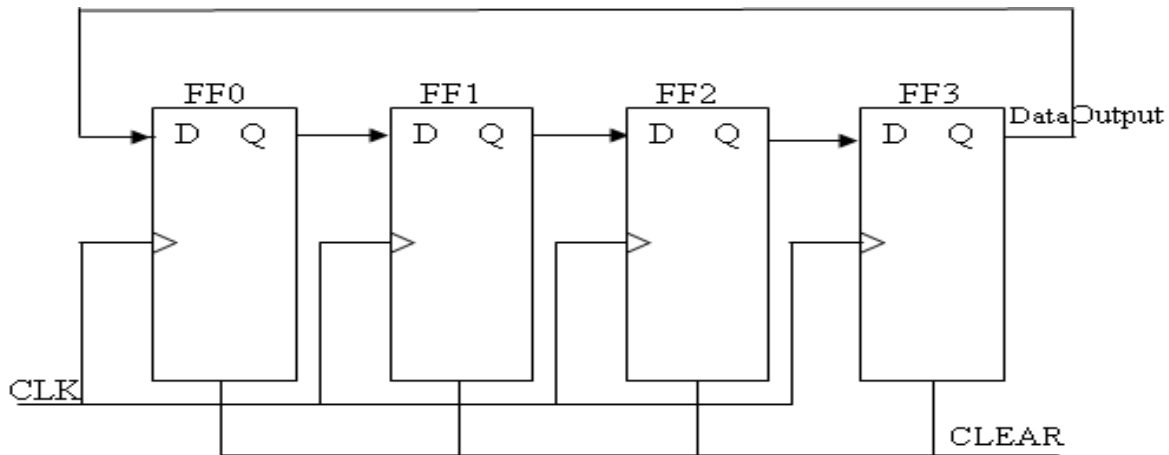 FF0 FF1 FF2 FF3
D Q D Q D Q D Q
Data Output
CLK
CLEAR